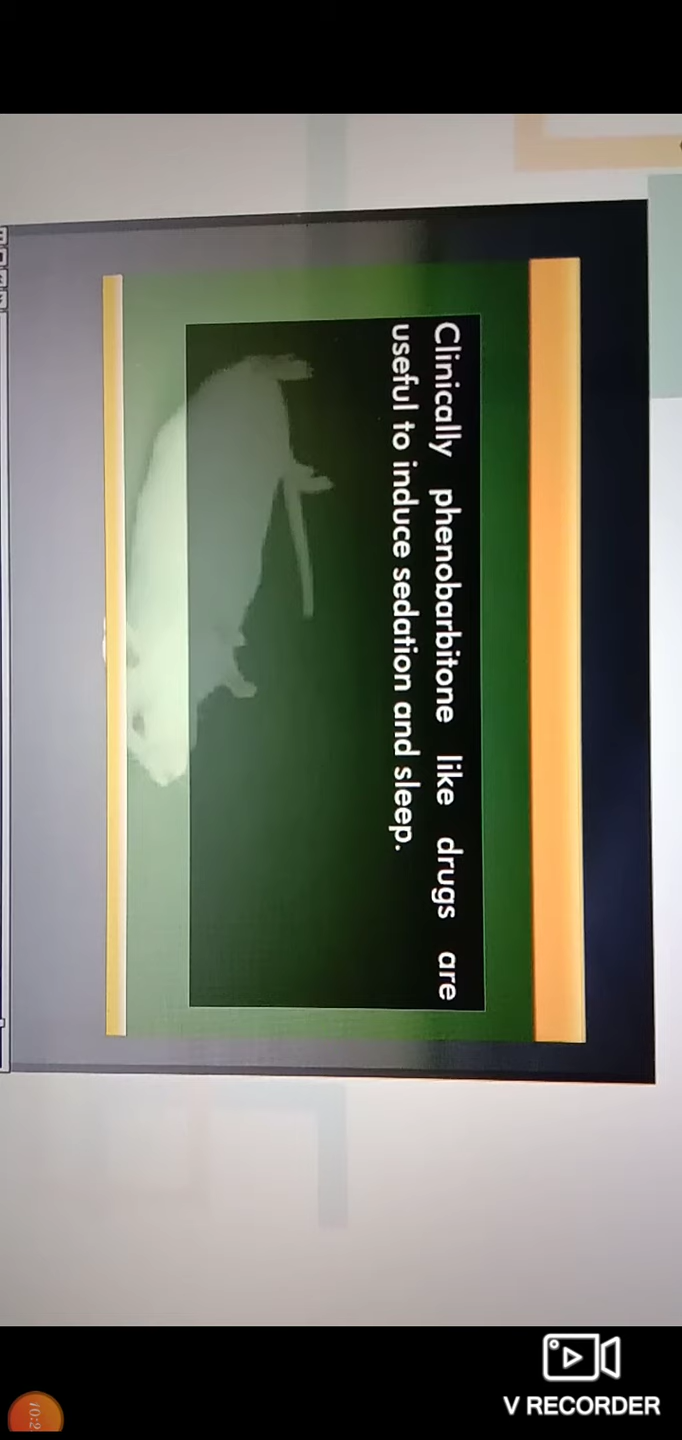 Clinically phenobarbitone like drugs are
useful to induce sedation and sleep.
V RECORDER